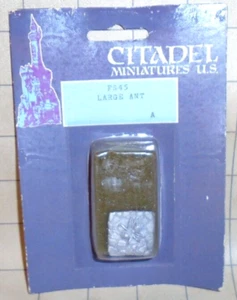 CITADEL
MINIATURES U.S.
FS45
LARGE ANT
A